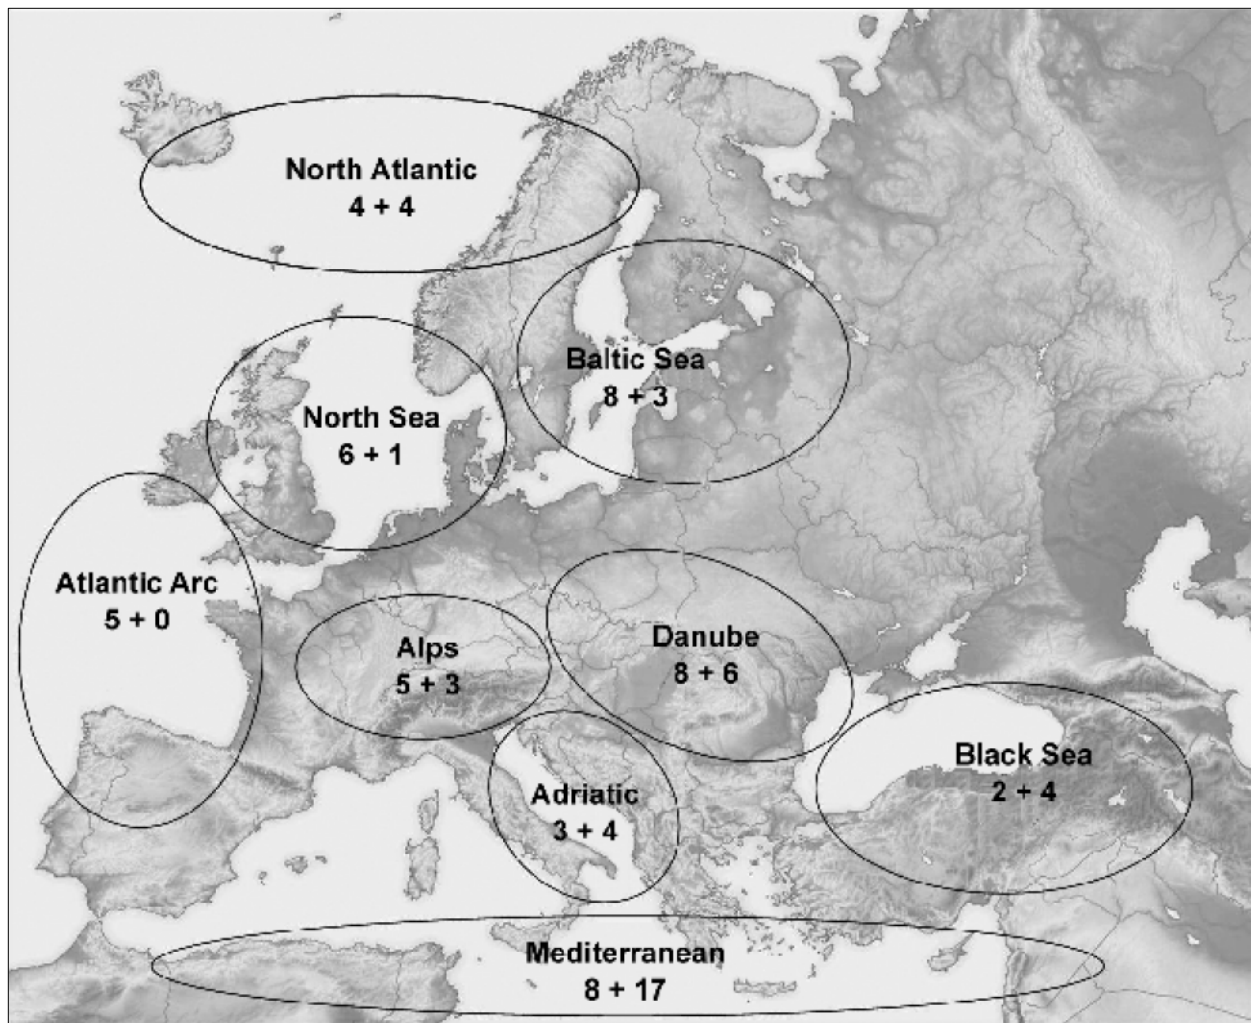 North Atlantic
4 + 4
Baltic Sea
8 + 3
North Sea
6 + 1
Atlantic Arc
5 + 0
Alps
5 + 3
Danube
8 + 6
Black Sea
2 + 4
Adriatic
3 + 4
Mediterranean
8 + 17